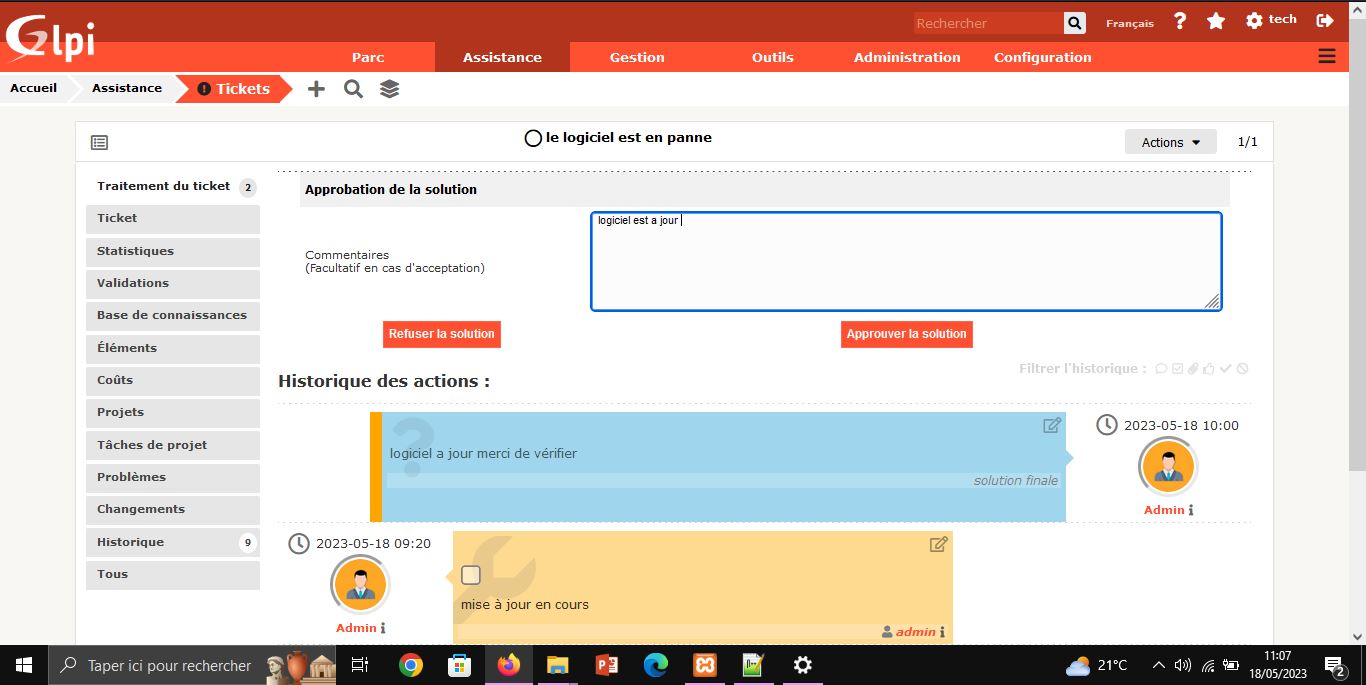 Glpi
Rechercher
Français
?
tech
Parc
Assistance
Gestion
Outils
Administration
Configuration
Accueil
Assistance
Tickets
le logiciel est en panne
Actions
1/1
Traitement du ticket 2
Ticket
Statistiques
Validations
Base de connaissances
Éléments
Coûts
Projets
Tâches de projet
Problèmes
Changements
Historique 9
Tous
Approbation de la solution
Commentaires
(Facultatif en cas d'acceptation)
logiciel est a jour
Refuser la solution
Approuver la solution
Filtrer l'historique :
Historique des actions :
logiciel a jour merci de vérifier
solution finale
2023-05-18 10:00
Admin
2023-05-18 09:20
Admin
mise à jour en cours
admin
Taper ici pour rechercher
21°C
11:07
18/05/2023
2